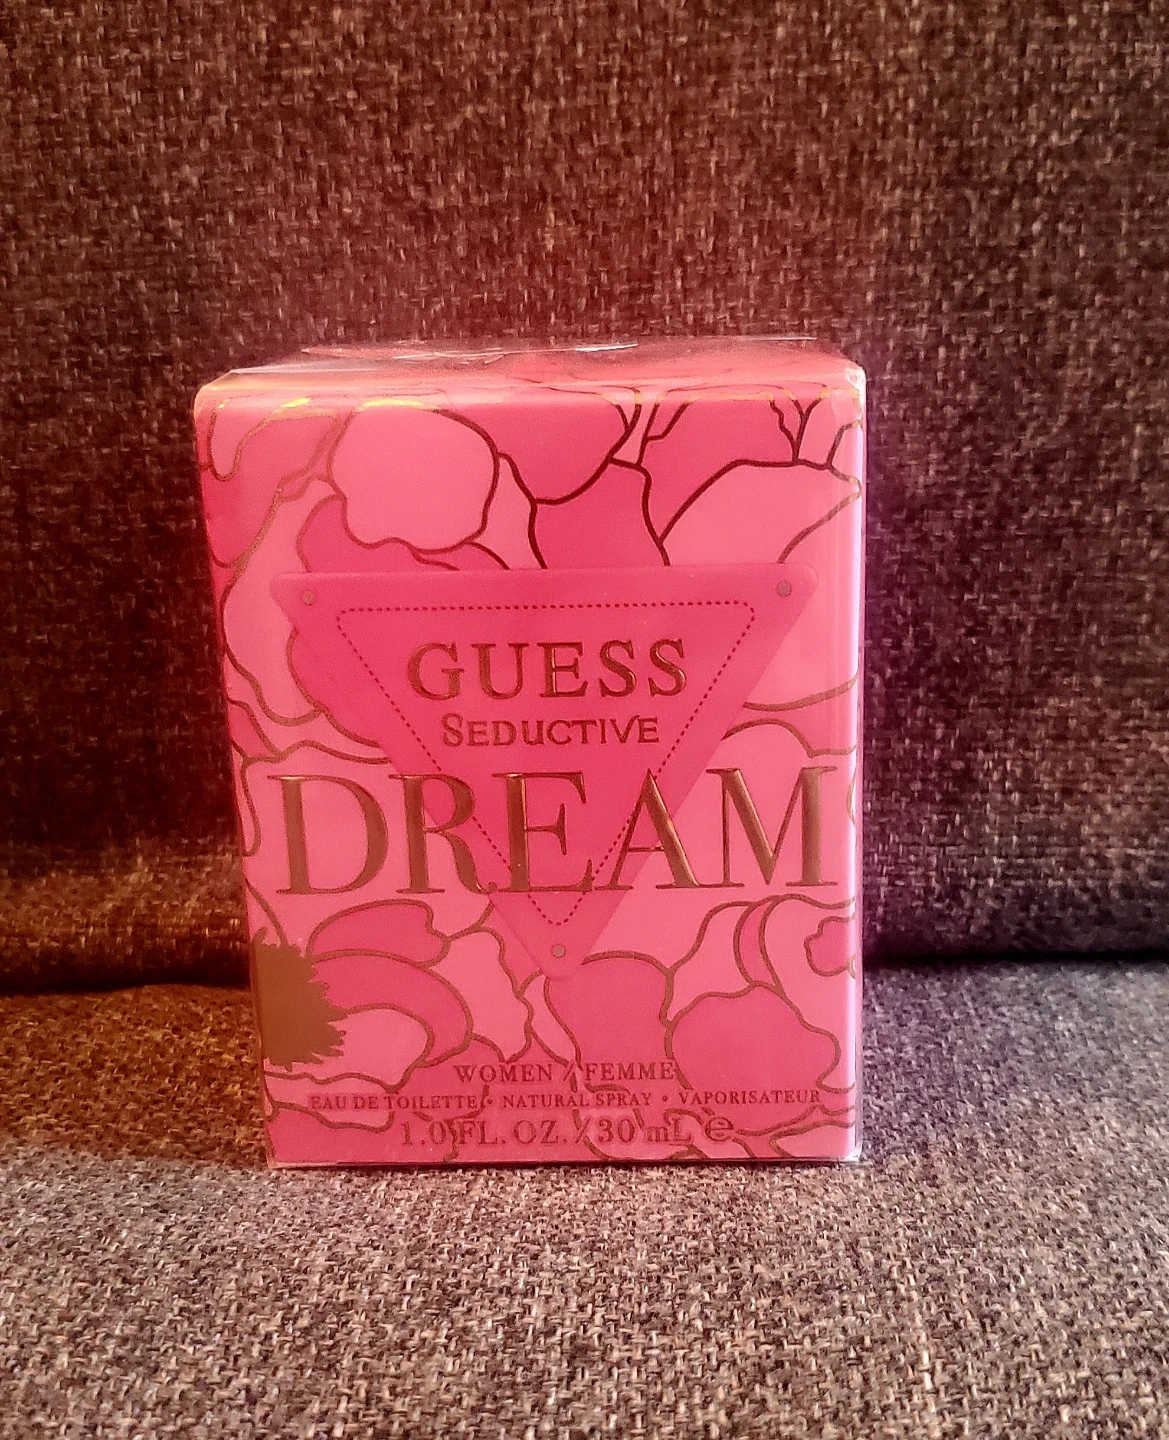 GUESS
SEDUCTIVE
DREAM
WOMEN / FEMME
EAU DE TOILETTE • NATURAL SPRAY • VAPORISATEUR
1.0 FL. OZ. / 30 mL ℮